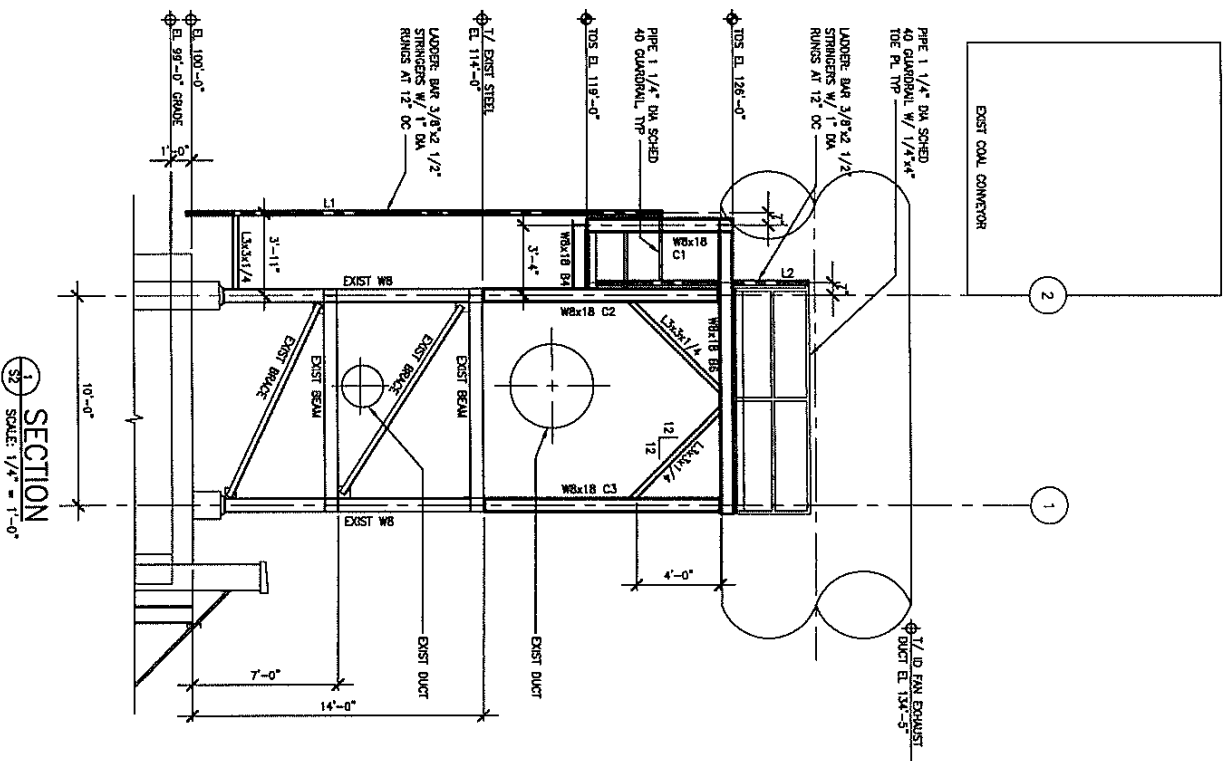 EXIST COAL CONVEYOR
2
1
T/ ID FAN EXHAUST
DUCT EL 134'-5"
PIPE 1 1/4" DIA SCHED
40 GUARDRAIL W/ 1/4"x4"
TOE PL TYP
LADDER: BAR 3/8"x2 1/2"
STRINGERS W/ 1" DIA
RUNGS AT 12" OC
L2
7"
7"
TOS EL 126'-0"
W8x18
C1
W8x18 B6
L3x3x1/4
L3x3x1/4
12
12
4'-0"
PIPE 1 1/4" DIA SCHED
40 GUARDRAIL, TYP
TOS EL 119'-0"
W8x18 B4
3'-4"
W8x18 C2
W8x18 C3
EXIST DUCT
T/ EXIST STEEL
EL 114'-0"
EXIST BEAM
LADDER: BAR 3/8"x2 1/2"
STRINGERS W/ 1" DIA
RUNGS AT 12" OC
L1
EXIST W8
EXIST BRACE
EXIST W8
EXIST DUCT
EXIST BEAM
L3x3x1/4
3'-11"
EXIST BRACE
7'-0"
14'-0"
EL 100'-0"
EL 99'-0" GRADE
1'-0"
10'-0"
1
S2
SECTION
SCALE: 1/4" = 1'-0"